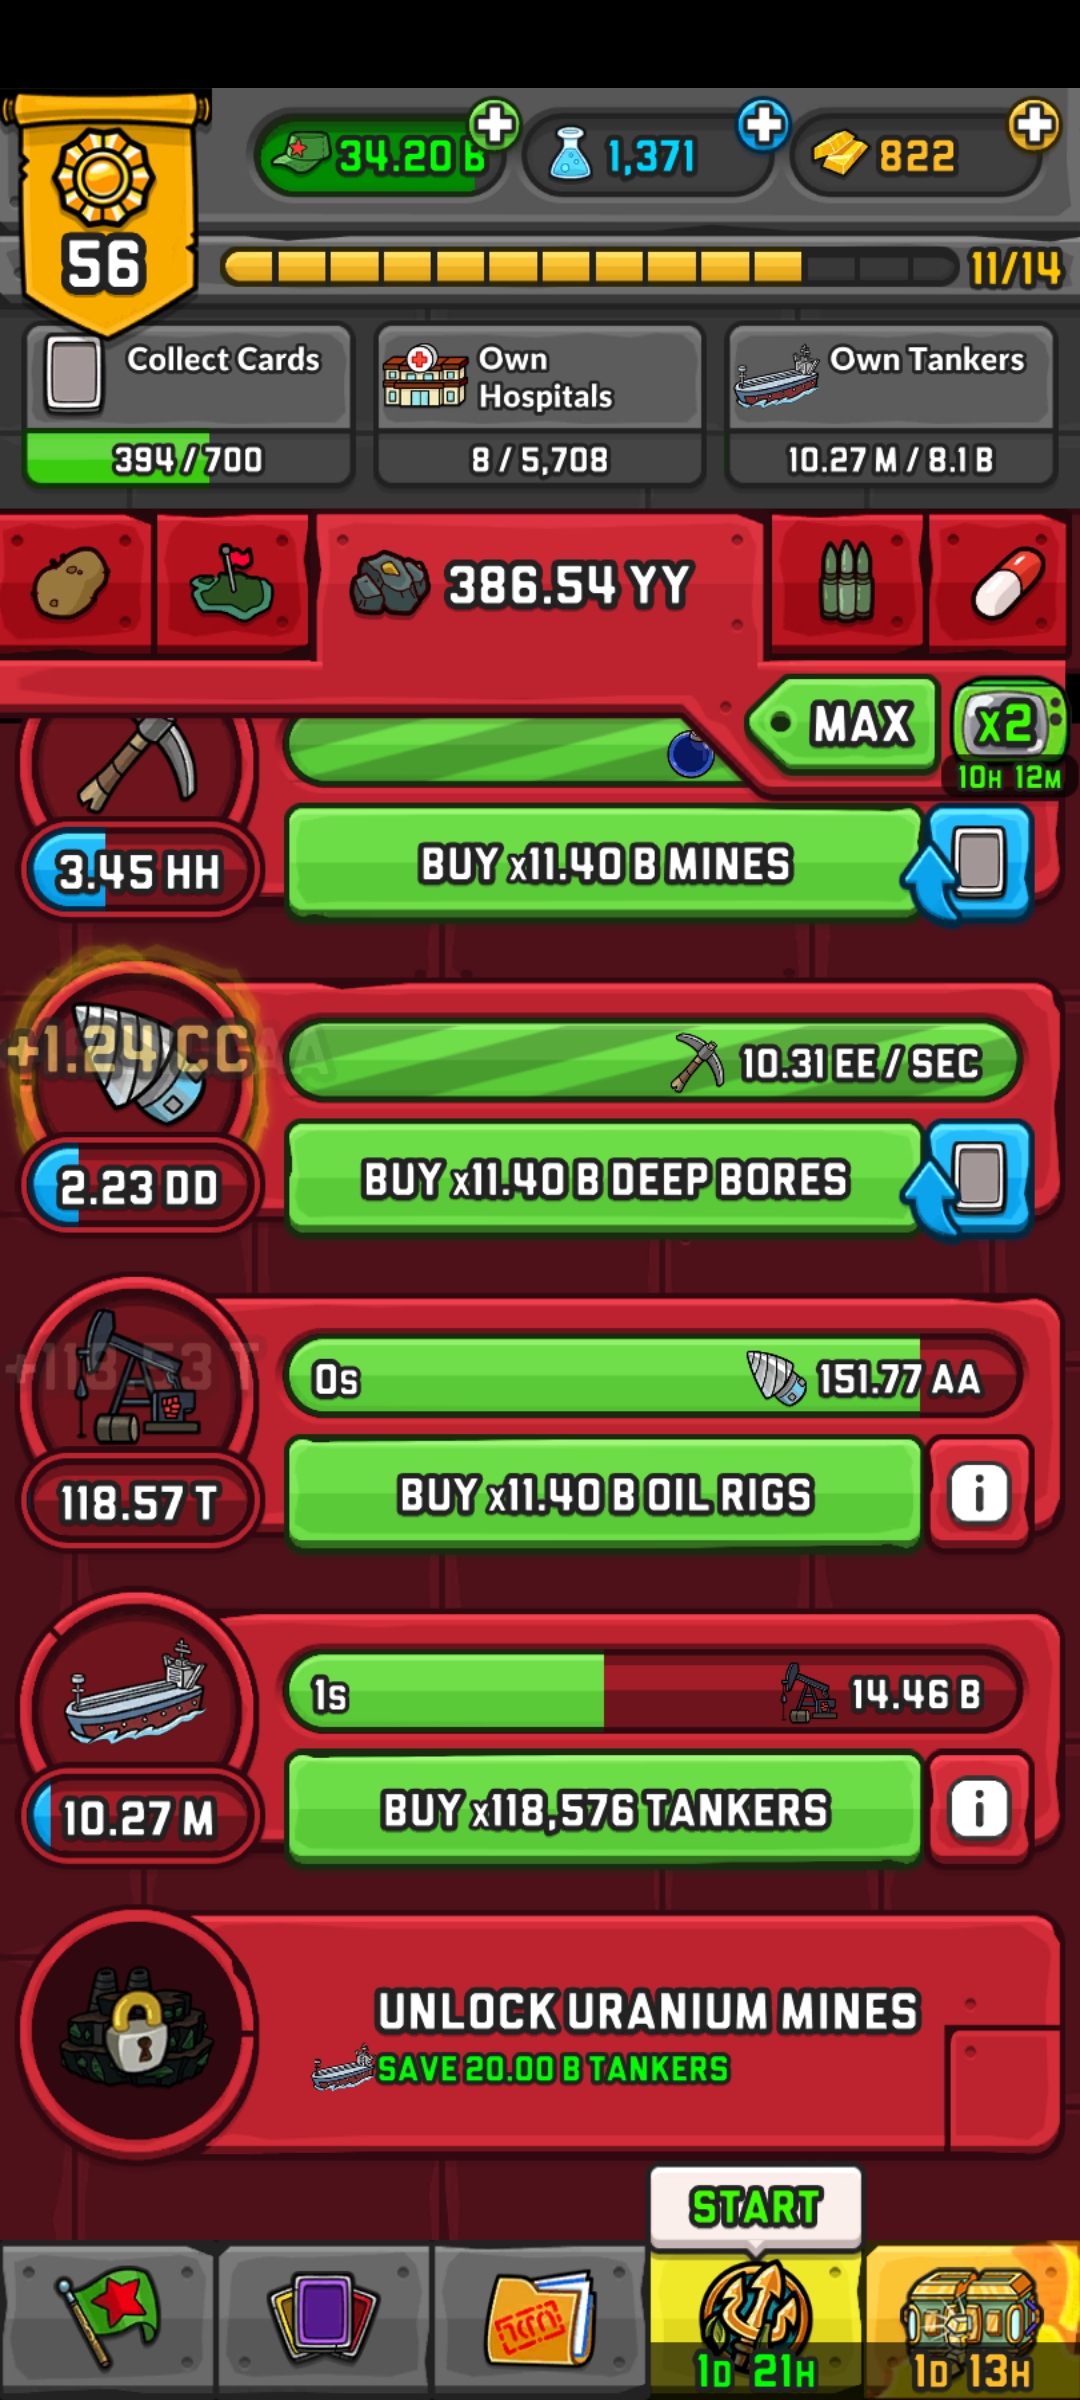 34.20 B
1,371
822
56
11/14
Collect Cards
394 / 700
Own
Hospitals
8 / 5,708
Own Tankers
10.27 M / 8.1 B
386.54 YY
MAX
x2
10H 12M
3.45 HH
BUY x11.40 B MINES
+1.24 CC
10.31 EE / SEC
2.23 DD
BUY x11.40 B DEEP BORES
0s
151.77 AA
118.57 T
BUY x11.40 B OIL RIGS
i
1s
14.46 B
10.27 M
BUY x118,576 TANKERS
i
UNLOCK URANIUM MINES
SAVE 20.00 B TANKERS
START
1D 21H
1D 13H